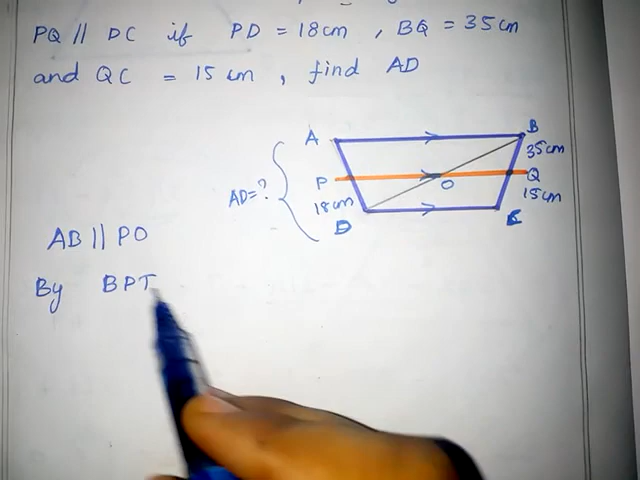 PQ // DC if PD = 18cm , BQ = 35cm
and QC = 15 cm , find AD
A
B
35cm
P
O
Q
AD=?
18cm
15cm
D
C
AB || PO
By BPT